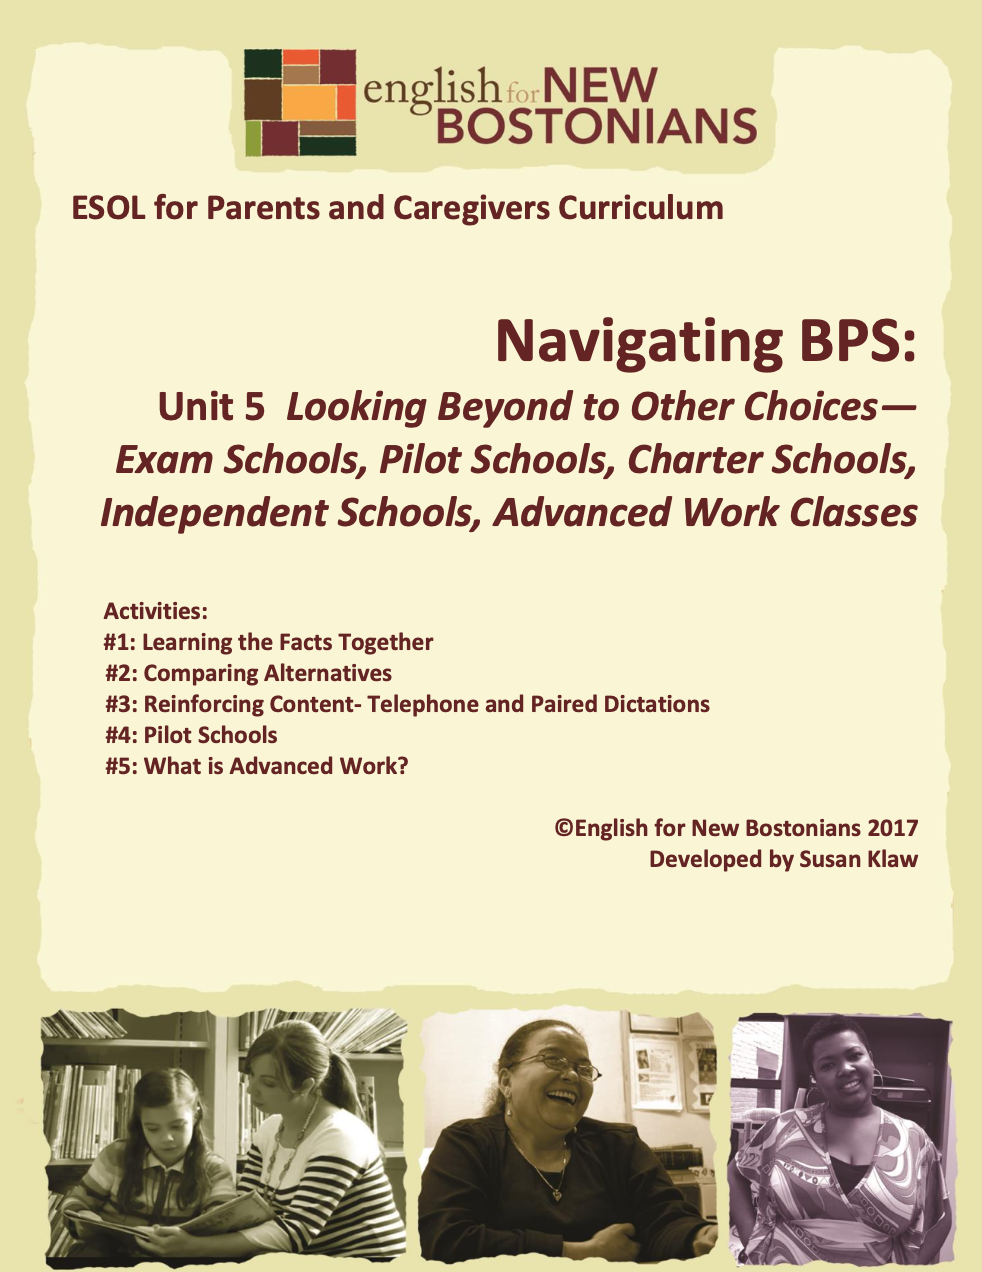 english for NEW
BOSTONIANS
ESOL for Parents and Caregivers Curriculum
Navigating BPS:
Unit 5 Looking Beyond to Other Choices—
Exam Schools, Pilot Schools, Charter Schools,
Independent Schools, Advanced Work Classes
Activities:
#1: Learning the Facts Together
#2: Comparing Alternatives
#3: Reinforcing Content- Telephone and Paired Dictations
#4: Pilot Schools
#5: What is Advanced Work?
©English for New Bostonians 2017
Developed by Susan Klaw